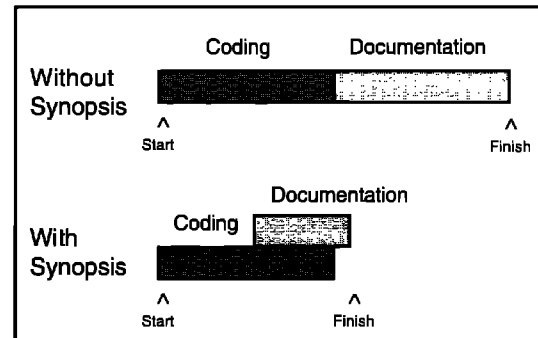 Coding Documentation
Without
Synopsis
^ ^
Start Finish
Documentation
Coding
With
Synopsis
^ ^
Start Finish